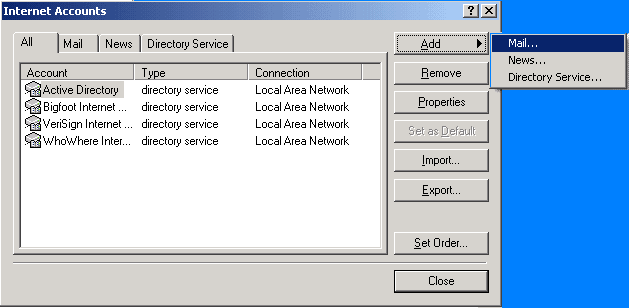 Internet Accounts
All Mail News Directory Service
Add
Mail...
News...
Directory Service...
Account Type Connection
Active Directory directory service Local Area Network
Bigfoot Internet ... directory service Local Area Network
VeriSign Internet ... directory service Local Area Network
WhoWhere Inter... directory service Local Area Network
Remove
Properties
Set as Default
Import...
Export...
Set Order...
Close